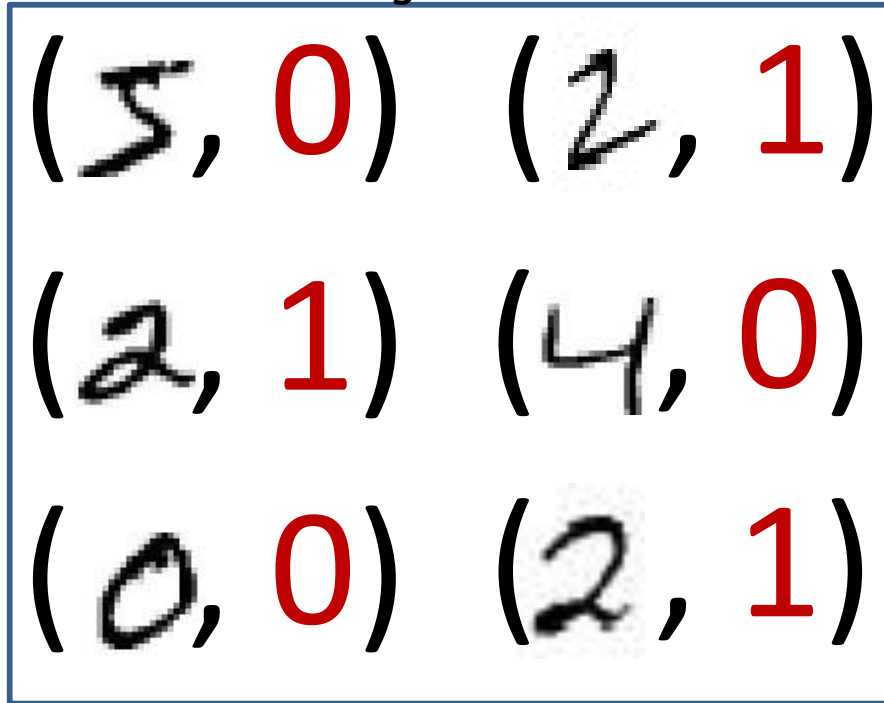 (5, 0) (2, 1)
(2, 1) (4, 0)
(0, 0) (2, 1)